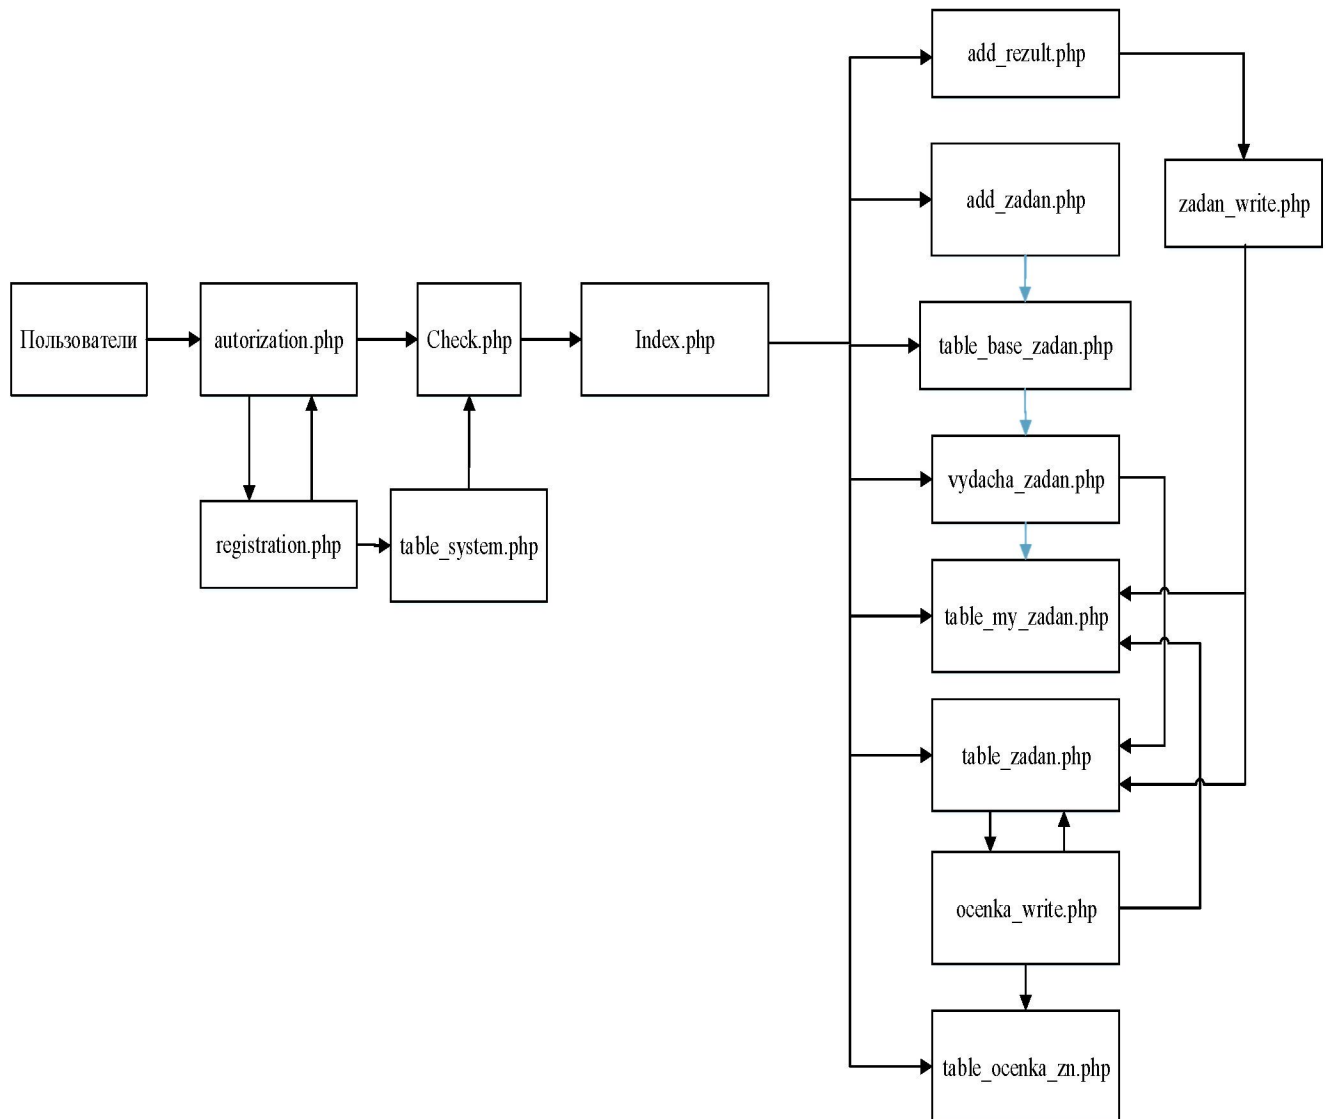 add_rezult.php
add_zadan.php
zadan_write.php
Пользователи
autorization.php
Check.php
Index.php
table_base_zadan.php
vydacha_zadan.php
registration.php
table_system.php
table_my_zadan.php
table_zadan.php
ocenka_write.php
table_ocenka_zn.php